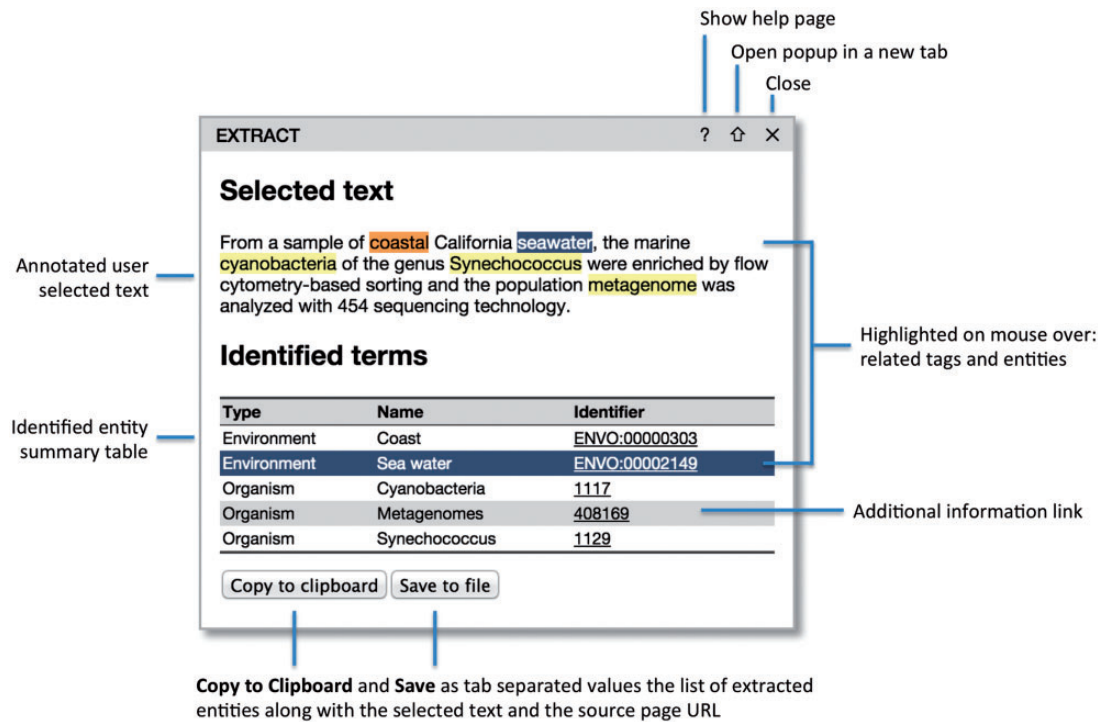 Show help page
Open popup in a new tab
Close
EXTRACT ? ⇧ ×
Selected text
From a sample of coastal California seawater, the marine
cyanobacteria of the genus Synechococcus were enriched by flow
cytometry-based sorting and the population metagenome was
analyzed with 454 sequencing technology.
Annotated user
selected text
Highlighted on mouse over:
related tags and entities
Identified terms
Identified entity
summary table
Type Name Identifier
Environment Coast ENVO:00000303
Environment Sea water ENVO:00002149
Organism Cyanobacteria 1117
Organism Metagenomes 408169
Organism Synechococcus 1129
Additional information link
Copy to clipboard Save to file
Copy to Clipboard and Save as tab separated values the list of extracted
entities along with the selected text and the source page URL